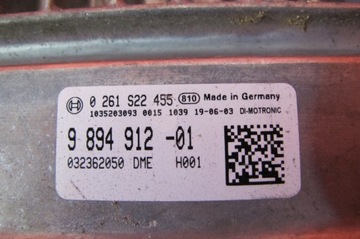 0 261 S22 455 810 Made in Germany
1035203093 0015 1039 19-06-03 DI-MOTRONIC
9 894 912 -01
032362050 DME H001